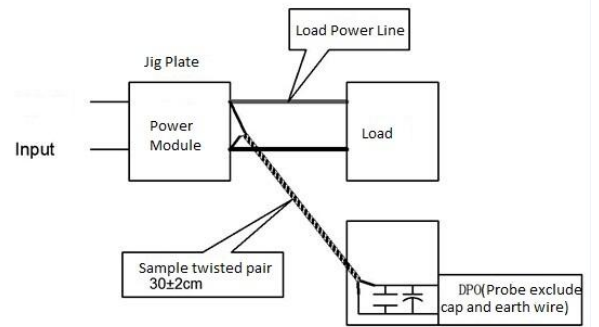 Load Power Line
Jig Plate
Power
Module
Load
Input
Sample twisted pair
30±2cm
DPO(Probe exclude
cap and earth wire)